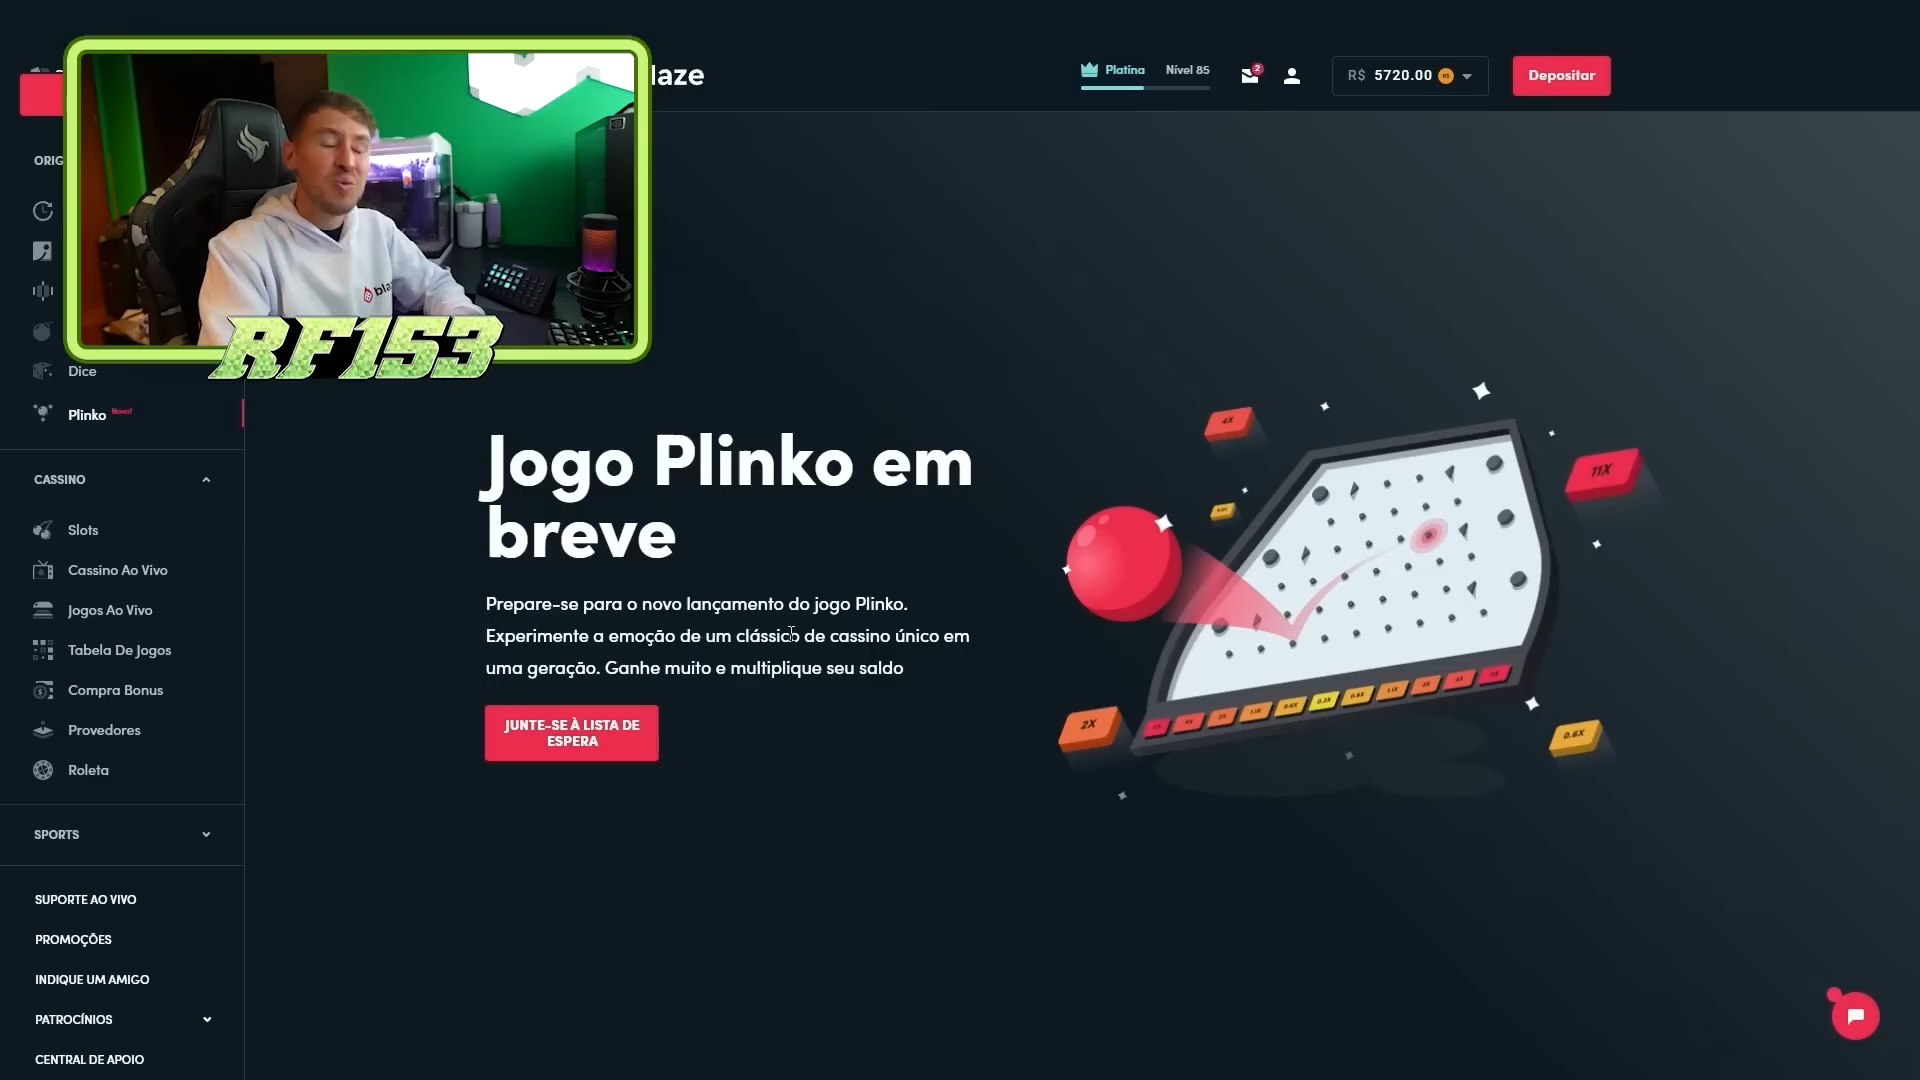 laze
Platina
Nível 85
2
R$ 5720.00
Depositar
bla
RF153
ORIG
Dice
Plinko Novo!
CASSINO
Slots
Cassino Ao Vivo
Jogos Ao Vivo
Tabela De Jogos
Compra Bonus
Provedores
Roleta
SPORTS
SUPORTE AO VIVO
PROMOÇÕES
INDIQUE UM AMIGO
PATROCÍNIOS
CENTRAL DE APOIO
Jogo Plinko em
breve
Prepare-se para o novo lançamento do jogo Plinko.
Experimente a emoção de um clássico de cassino único em
uma geração. Ganhe muito e multiplique seu saldo
JUNTE-SE À LISTA DE
ESPERA
4X
11X
2X
0.6X